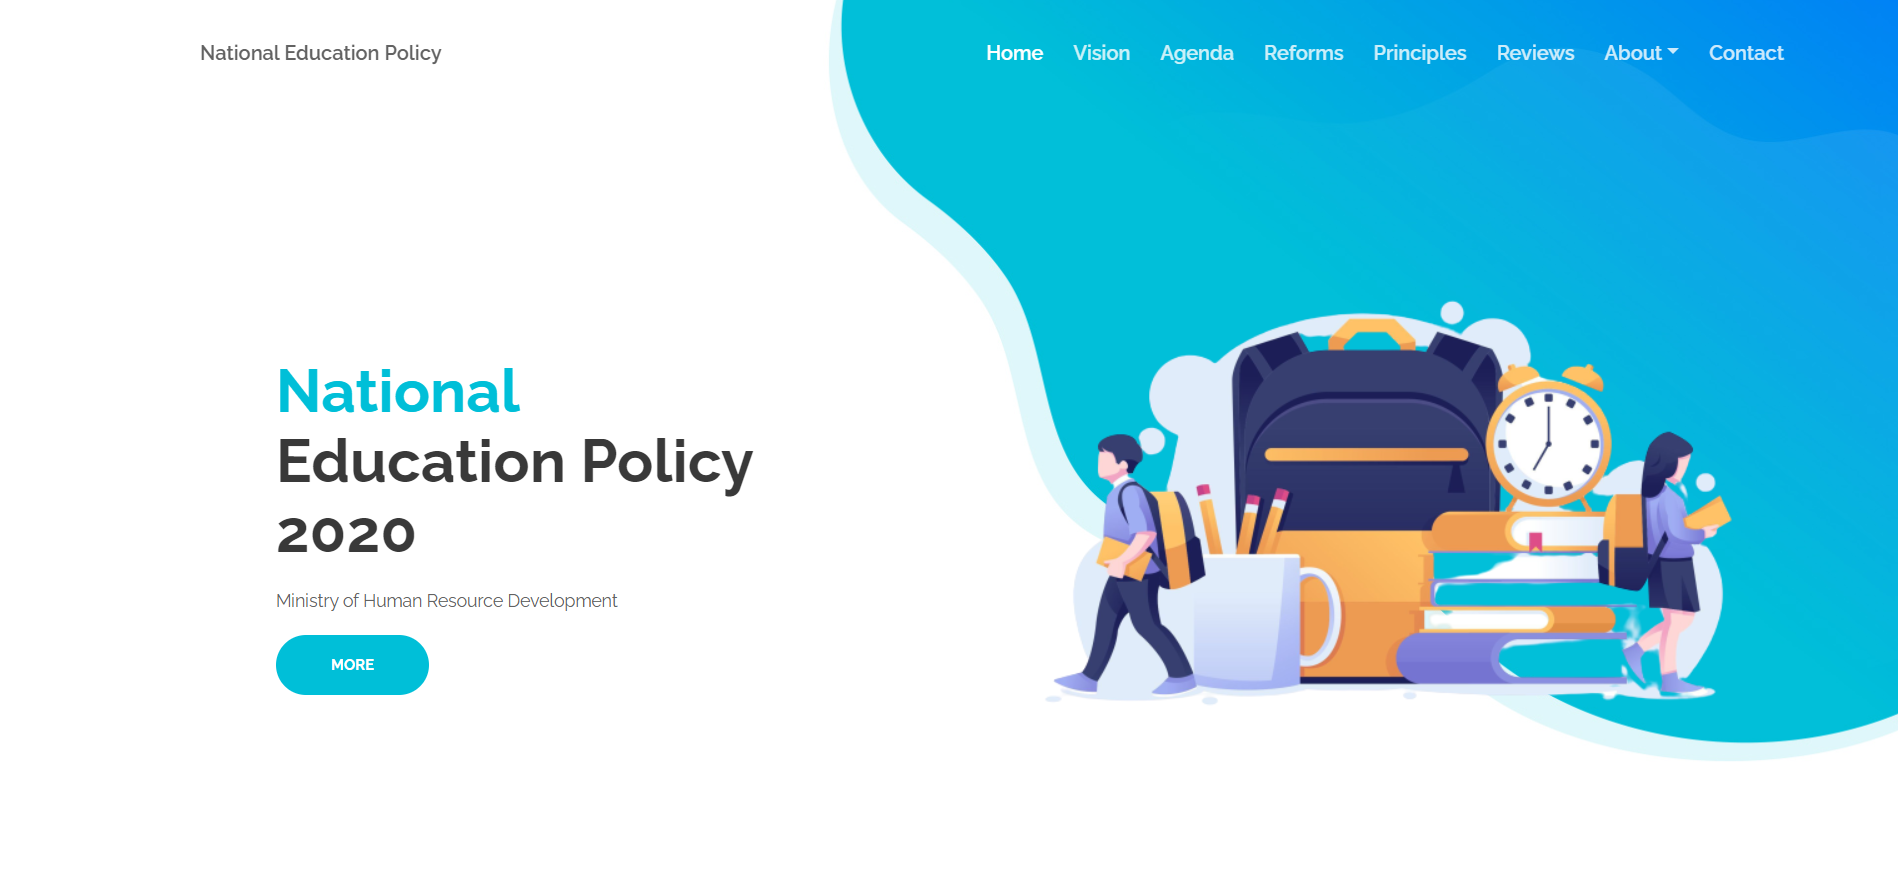 National Education Policy
Home Vision Agenda Reforms Principles Reviews About Contact
National
Education Policy
2020
Ministry of Human Resource Development
MORE